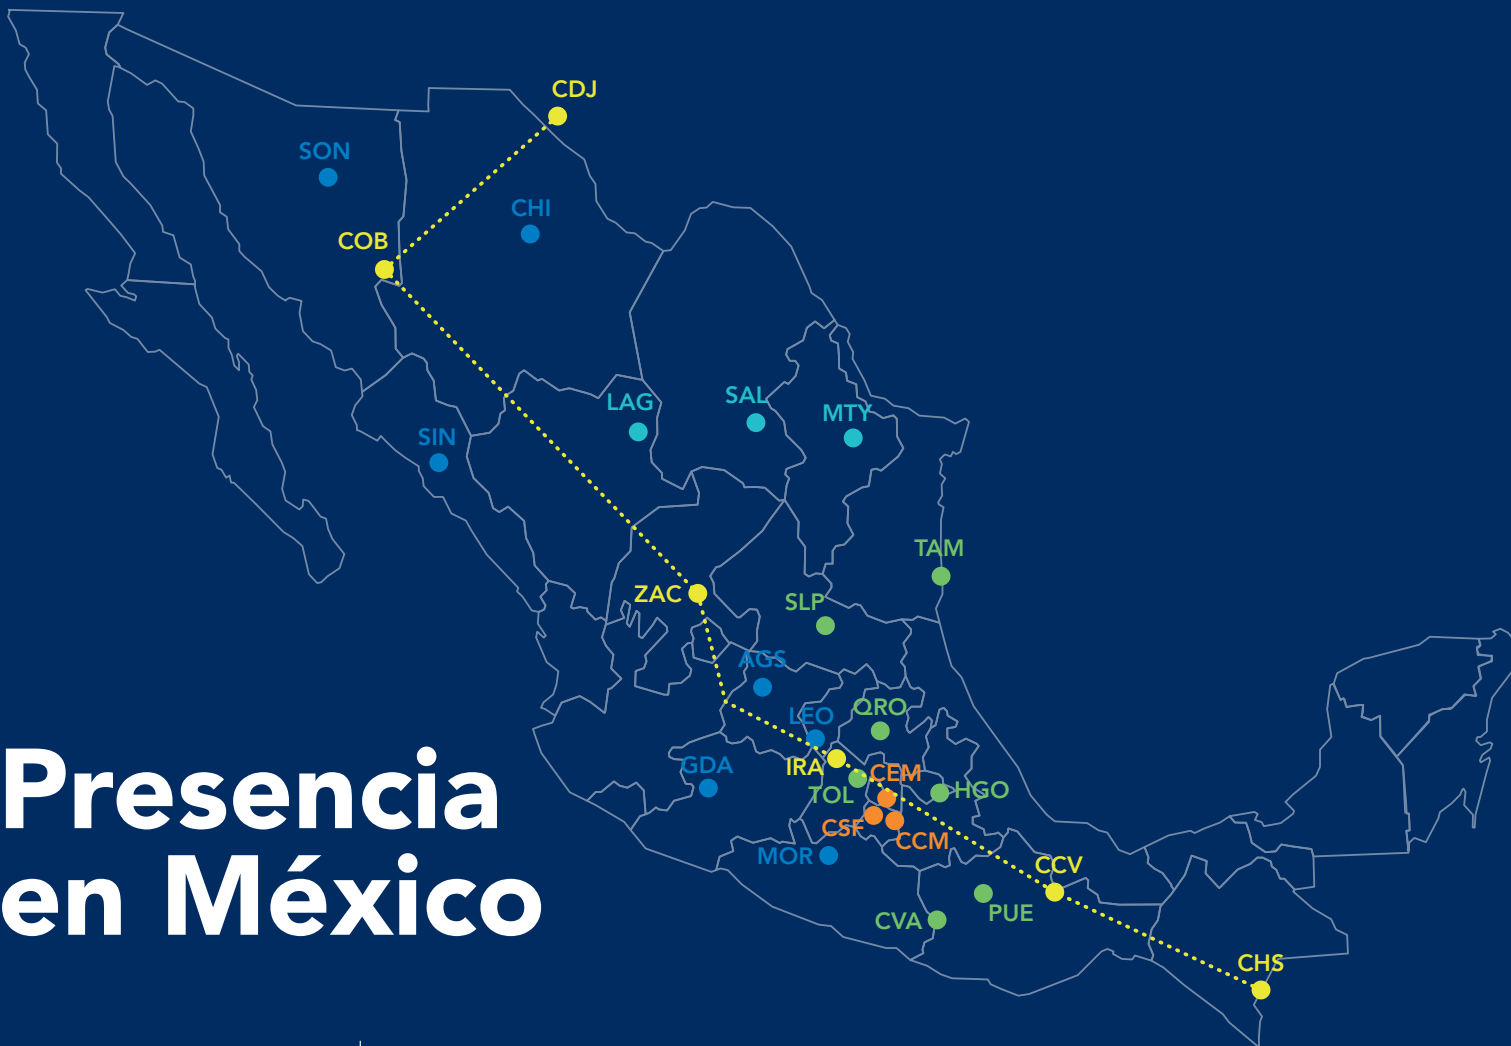 CDJ
SON
CHI
COB
LAG
SAL
MTY
SIN
TAM
ZAC
SLP
AGS
QRO
LEO
GDA
IRA
CEM
TOL
HGO
CSF
CCM
MOR
CCV
PUE
CVA
CHS
Presencia
en México